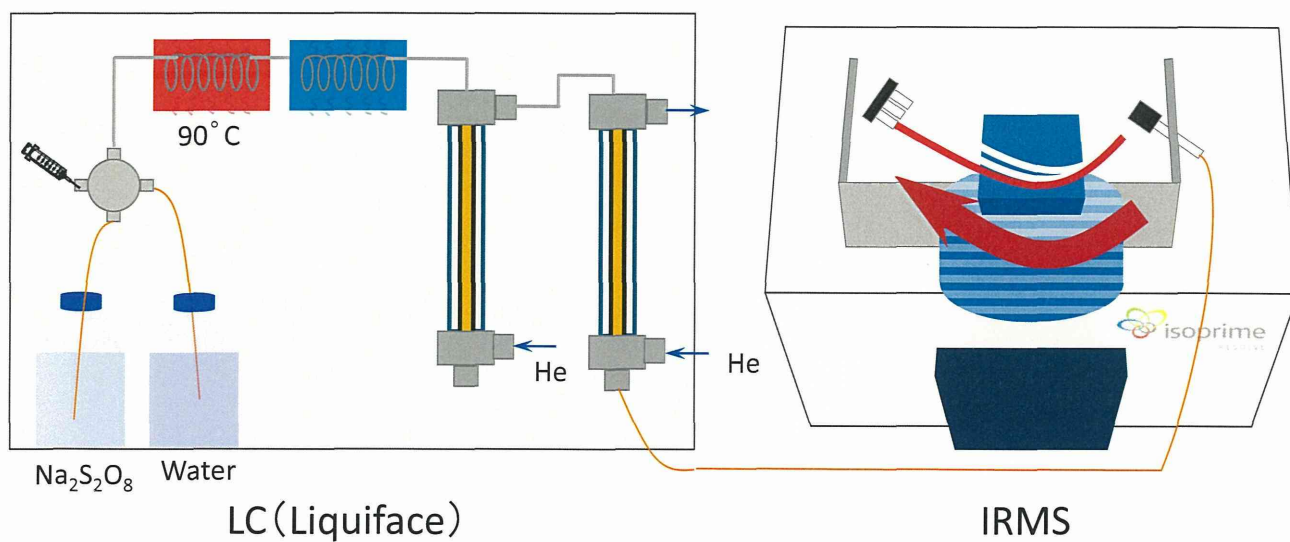 90°C
He
He
isoprime
Na₂S₂O₈
Water
LC（Liquiface）
IRMS